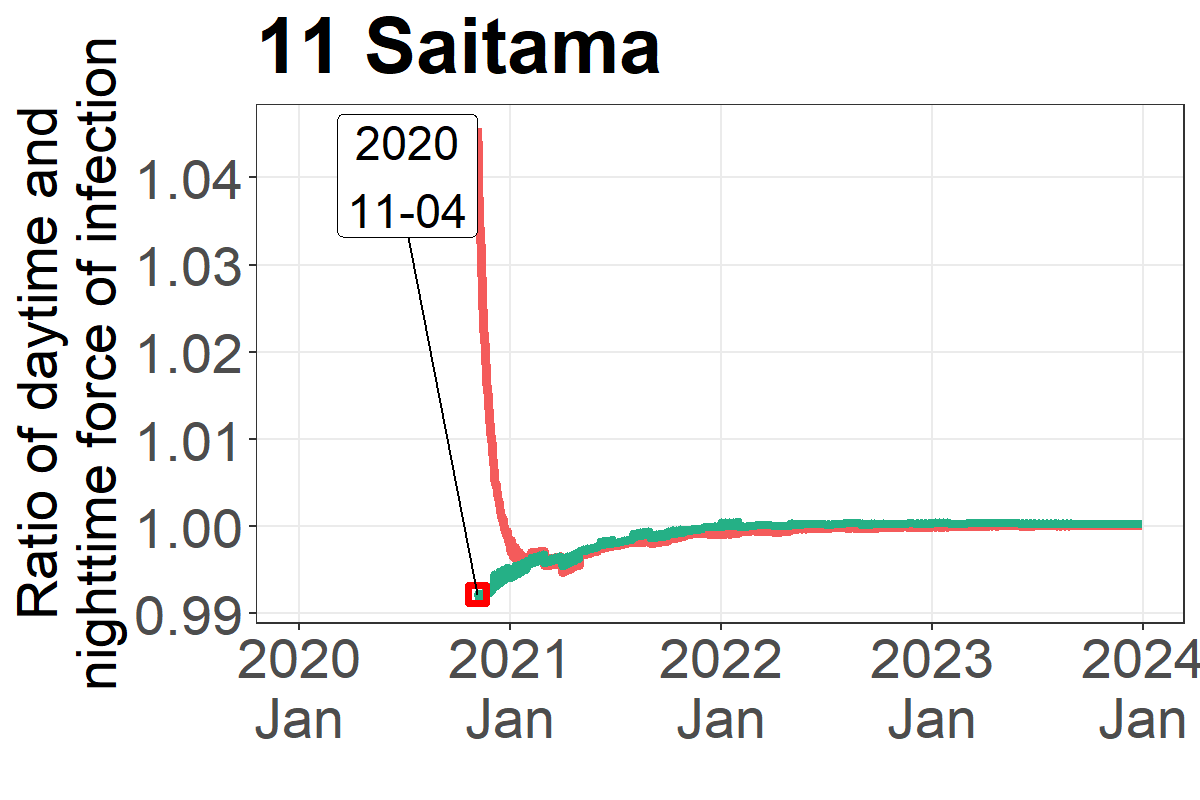 11 Saitama
Ratio of daytime and
nighttime force of infection
2020
11-04
1.04
1.03
1.02
1.01
1.00
0.99
2020
Jan
2021
Jan
2022
Jan
2023
Jan
2024
Jan